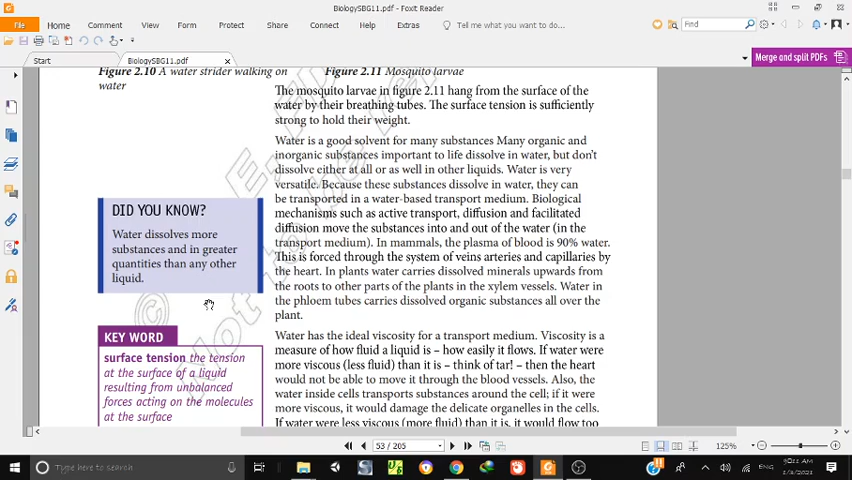 BiologySBG11.pdf - Foxit Reader
File Home View Form Protect Share Connect Help Extras Tell me what you want to do... Find
Start BiologySBG11.pdf Merge and split PDFs
Figure 2.10 A water strider walking on
water
Figure 2.11 Mosquito larvae
The mosquito larvae in figure 2.11 hang from the surface of the
water by their breathing tubes. The surface tension is sufficiently
strong to hold their weight.
Water is a good solvent for many substances Many organic and
inorganic substances important to life dissolve in water, but don't
dissolve either at all or as well in other liquids. Water is very
versatile. Because these substances dissolve in water, they can
be transported in a water-based transport medium. Biological
mechanisms such as active transport, diffusion and facilitated
diffusion move the substances into and out of the water (in the
transport medium). In mammals, the plasma of blood is 90% water.
This is forced through the system of veins arteries and capillaries by
the heart. In plants water carries dissolved minerals upwards from
the roots to other parts of the plants in the xylem vessels. Water in
the phloem tubes carries dissolved organic substances all over the
plant.
Water has the ideal viscosity for a transport medium. Viscosity is a
measure of how fluid a liquid is – how easily it flows. If water were
more viscous (less fluid) than it is – think of tar! – then the heart
would not be able to move it through the blood vessels. Also, the
water inside cells transports substances around the cell; if it were
more viscous, it would damage the delicate organelles in the cells.
If water were less viscous (more fluid) than it is, it would flow too
DID YOU KNOW?
Water dissolves more
substances and in greater
quantities than any other
liquid.
KEY WORD
surface tension the tension
at the surface of a liquid
resulting from unbalanced
forces acting on the molecules
at the surface
© 
Not to be
53 / 205
125%
Type here to search
ENG